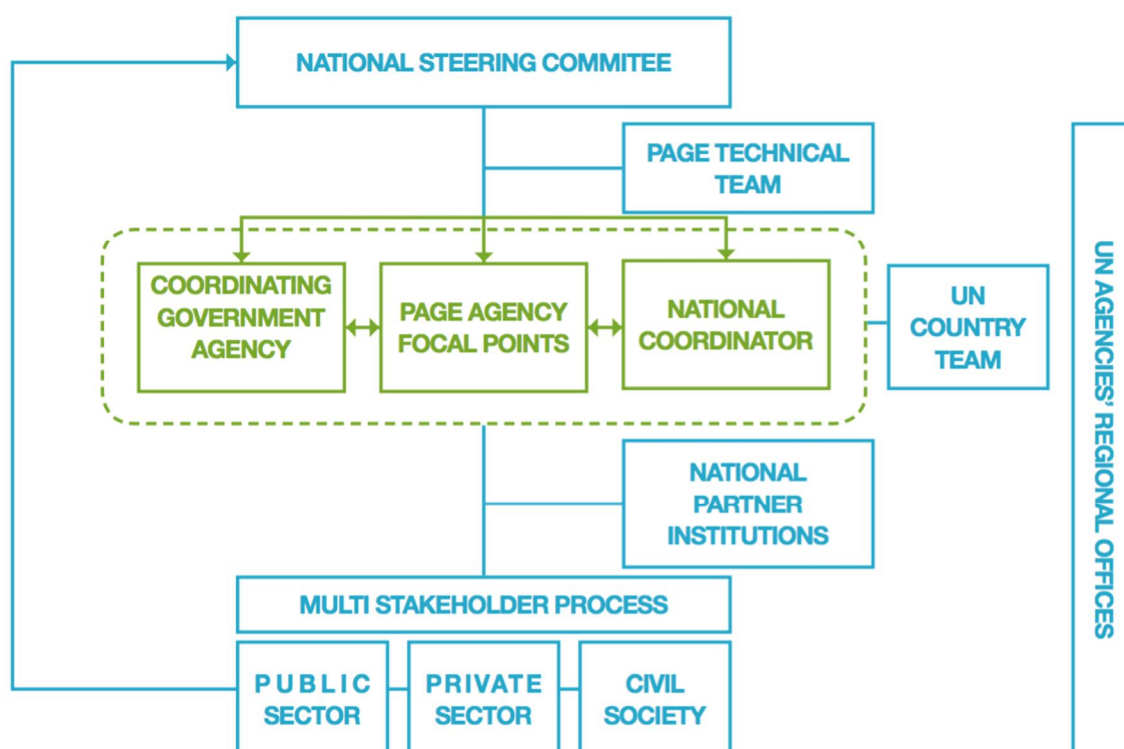 NATIONAL STEERING COMMITEE
PAGE TECHNICAL
TEAM
COORDINATING
GOVERNMENT
AGENCY
PAGE AGENCY
FOCAL POINTS
NATIONAL
COORDINATOR
UN
COUNTRY
TEAM
UN AGENCIES’ REGIONAL OFFICES
NATIONAL
PARTNER
INSTITUTIONS
MULTI STAKEHOLDER PROCESS
PUBLIC
SECTOR
PRIVATE
SECTOR
CIVIL
SOCIETY